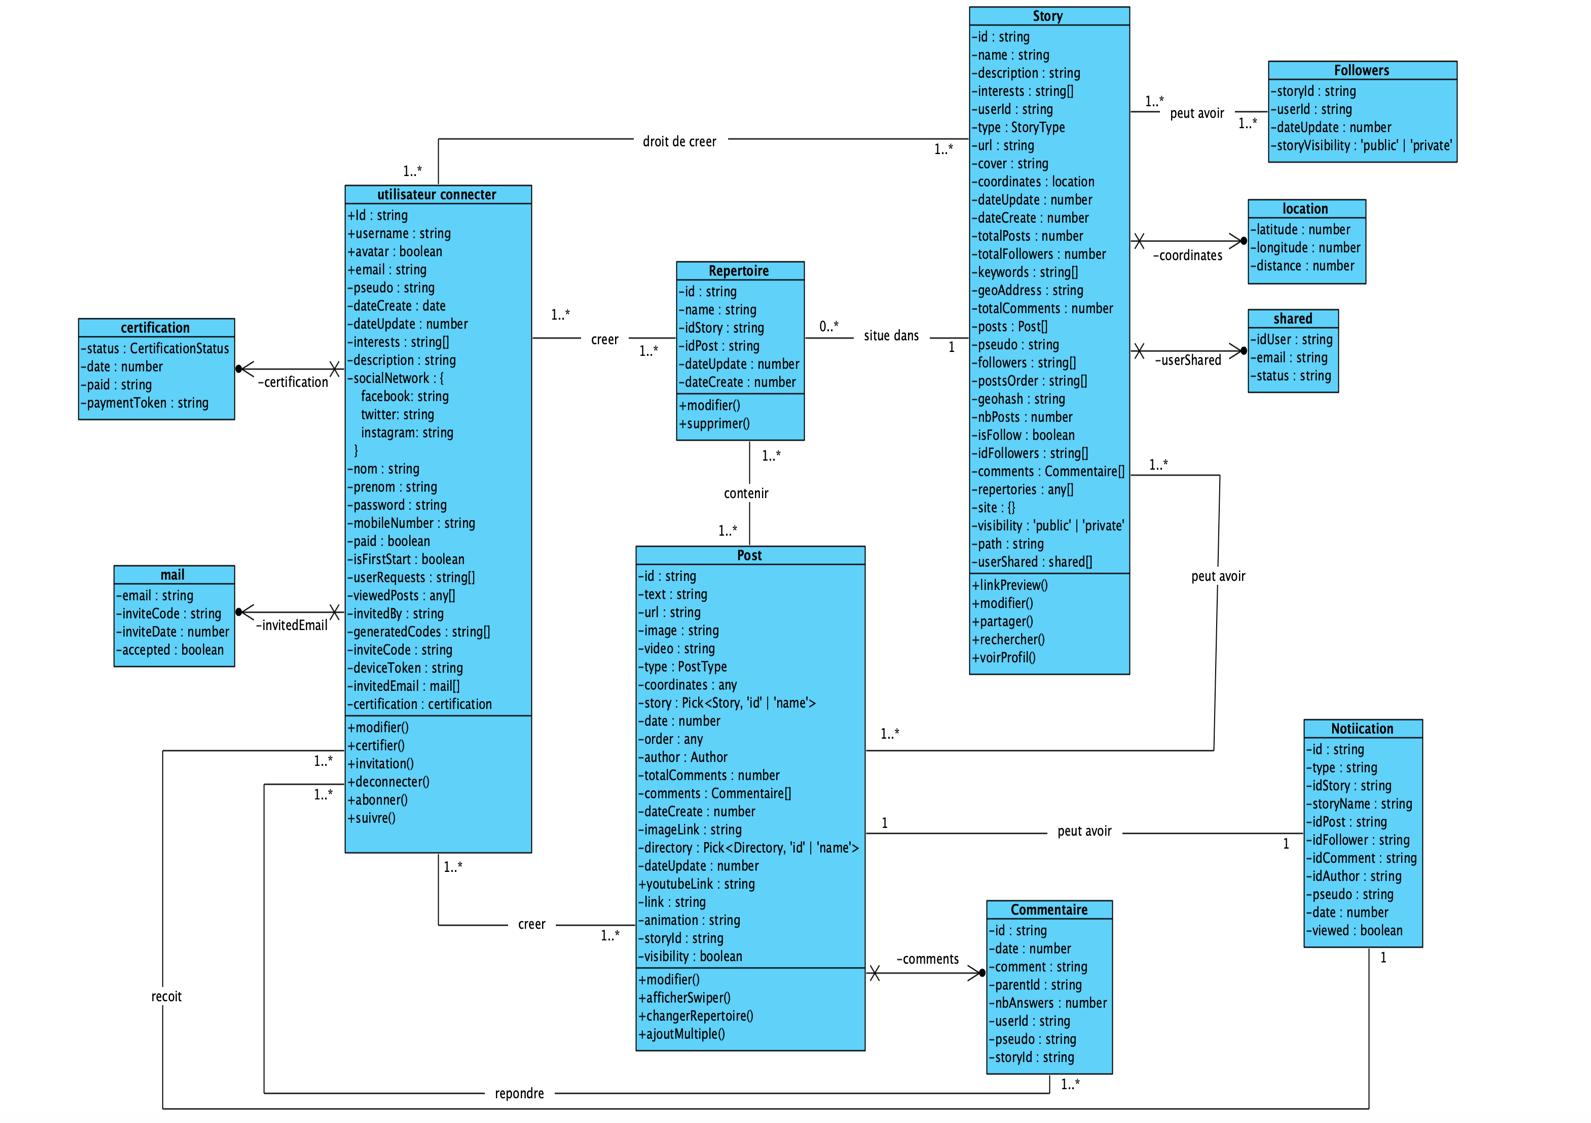 Story
-id : string
-name : string
-description : string
-interests : string[]
-userId : string
-type : StoryType
-url : string
-cover : string
-coordinates : location
-dateUpdate : number
-dateCreate : number
-totalPosts : number
-totalFollowers : number
-keywords : string[]
-geoAddress : string
-totalComments : number
-posts : Post[]
-pseudo : string
-followers : string[]
-postsOrder : string[]
-geohash : string
-nbPosts : number
-isFollow : boolean
-idFollowers : string[]
-comments : Commentaire[]
-repertories : any[]
-site : {}
-visibility : 'public' | 'private'
-path : string
-userShared : shared[]
+linkPreview()
+modifier()
+partager()
+rechercher()
+voirProfil()
Followers
-storyId : string
-userId : string
-dateUpdate : number
-storyVisibility : 'public' | 'private'
1..*
peut avoir
1..*
droit de creer
1..*
1..*
location
-latitude : number
-longitude : number
-distance : number
-coordinates
shared
-idUser : string
-email : string
-status : string
-userShared
utilisateur connecter
+Id : string
+username : string
+avatar : boolean
+email : string
-pseudo : string
-dateCreate : date
-dateUpdate : number
-interests : string[]
-description : string
-socialNetwork : {
facebook: string
twitter: string
instagram: string
}
-nom : string
-prenom : string
-password : string
-mobileNumber : string
-paid : boolean
-isFirstStart : boolean
-userRequests : string[]
-viewedPosts : any[]
-invitedBy : string
-generatedCodes : string[]
-inviteCode : string
-deviceToken : string
-invitedEmail : mail[]
-certification : certification
+modifier()
+certifier()
+invitation()
+deconnecter()
+abonner()
+suivre()
certification
-status : CertificationStatus
-date : number
-paid : string
-paymentToken : string
-certification
mail
-email : string
-inviteCode : string
-inviteDate : number
-accepted : boolean
-invitedEmail
Repertoire
-id : string
-name : string
-idStory : string
-idPost : string
-dateUpdate : number
-dateCreate : number
+modifier()
+supprimer()
1..*
creer
1..*
0..*
situe dans
1
1..*
contenir
1..*
Post
-id : string
-text : string
-url : string
-image : string
-video : string
-type : PostType
-coordinates : any
-story : Pick<Story, 'id' | 'name'>
-date : number
-order : any
-author : Author
-totalComments : number
-comments : Commentaire[]
-dateCreate : number
-imageLink : string
-directory : Pick<Directory, 'id' | 'name'>
-dateUpdate : number
+youtubeLink : string
-link : string
-animation : string
-storyId : string
-visibility : boolean
+modifier()
+afficherSwiper()
+changerRepertoire()
+ajoutMultiple()
1..*
peut avoir
1..*
Notiication
-id : string
-type : string
-idStory : string
-storyName : string
-idPost : string
-idFollower : string
-idComment : string
-idAuthor : string
-pseudo : string
-date : number
-viewed : boolean
1
peut avoir
1
1..*
1..*
1..*
creer
1..*
-comments
Commentaire
-id : string
-date : number
-comment : string
-parentId : string
-nbAnswers : number
-userId : string
-pseudo : string
-storyId : string
1
recoit
1..*
repondre